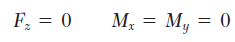 F_z = 0 M_x = M_y = 0